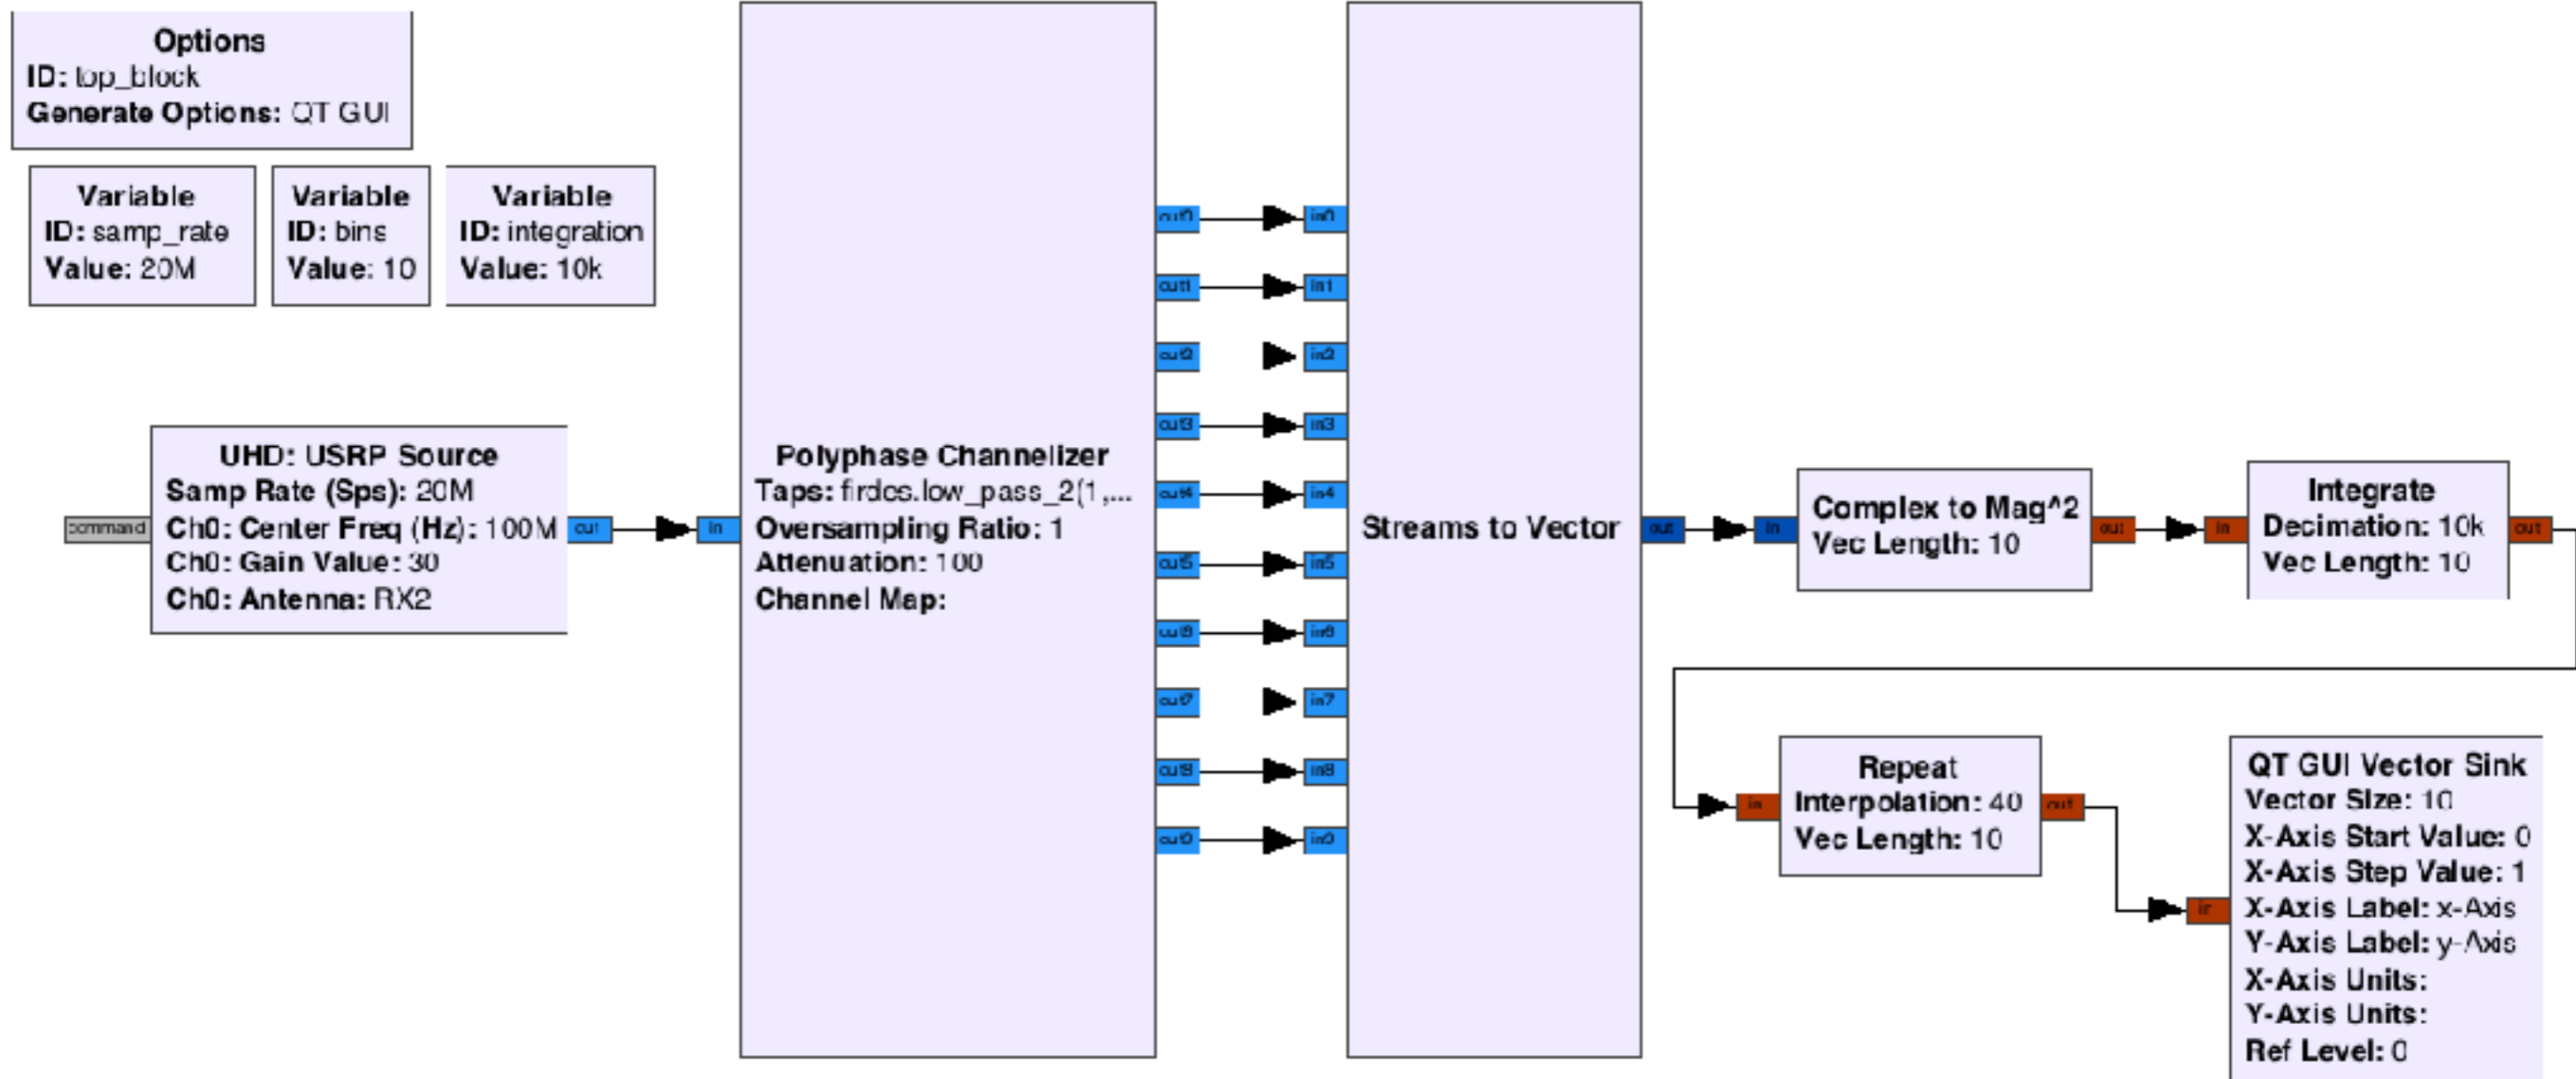 Options
ID: top_block
Generate Options: QT GUI
Variable
ID: samp_rate
Value: 20M
Variable
ID: bins
Value: 10
Variable
ID: integration
Value: 10k
command
UHD: USRP Source
Samp Rate (Sps): 20M
Ch0: Center Freq (Hz): 100M
Ch0: Gain Value: 30
Ch0: Antenna: RX2
out
in
Polyphase Channelizer
Taps: firdes.low_pass_2(1,...
Oversampling Ratio: 1
Attenuation: 100
Channel Map:
out0
out1
out2
out3
out4
out5
out6
out7
out8
out9
in0
in1
in2
in3
in4
in5
in6
in7
in8
in9
Streams to Vector
out
in
Complex to Mag^2
Vec Length: 10
out
in
Integrate
Decimation: 10k
Vec Length: 10
out
in
Repeat
Interpolation: 40
Vec Length: 10
out
in
QT GUI Vector Sink
Vector Size: 10
X-Axis Start Value: 0
X-Axis Step Value: 1
X-Axis Label: x-Axis
Y-Axis Label: y-Axis
X-Axis Units:
Y-Axis Units:
Ref Level: 0